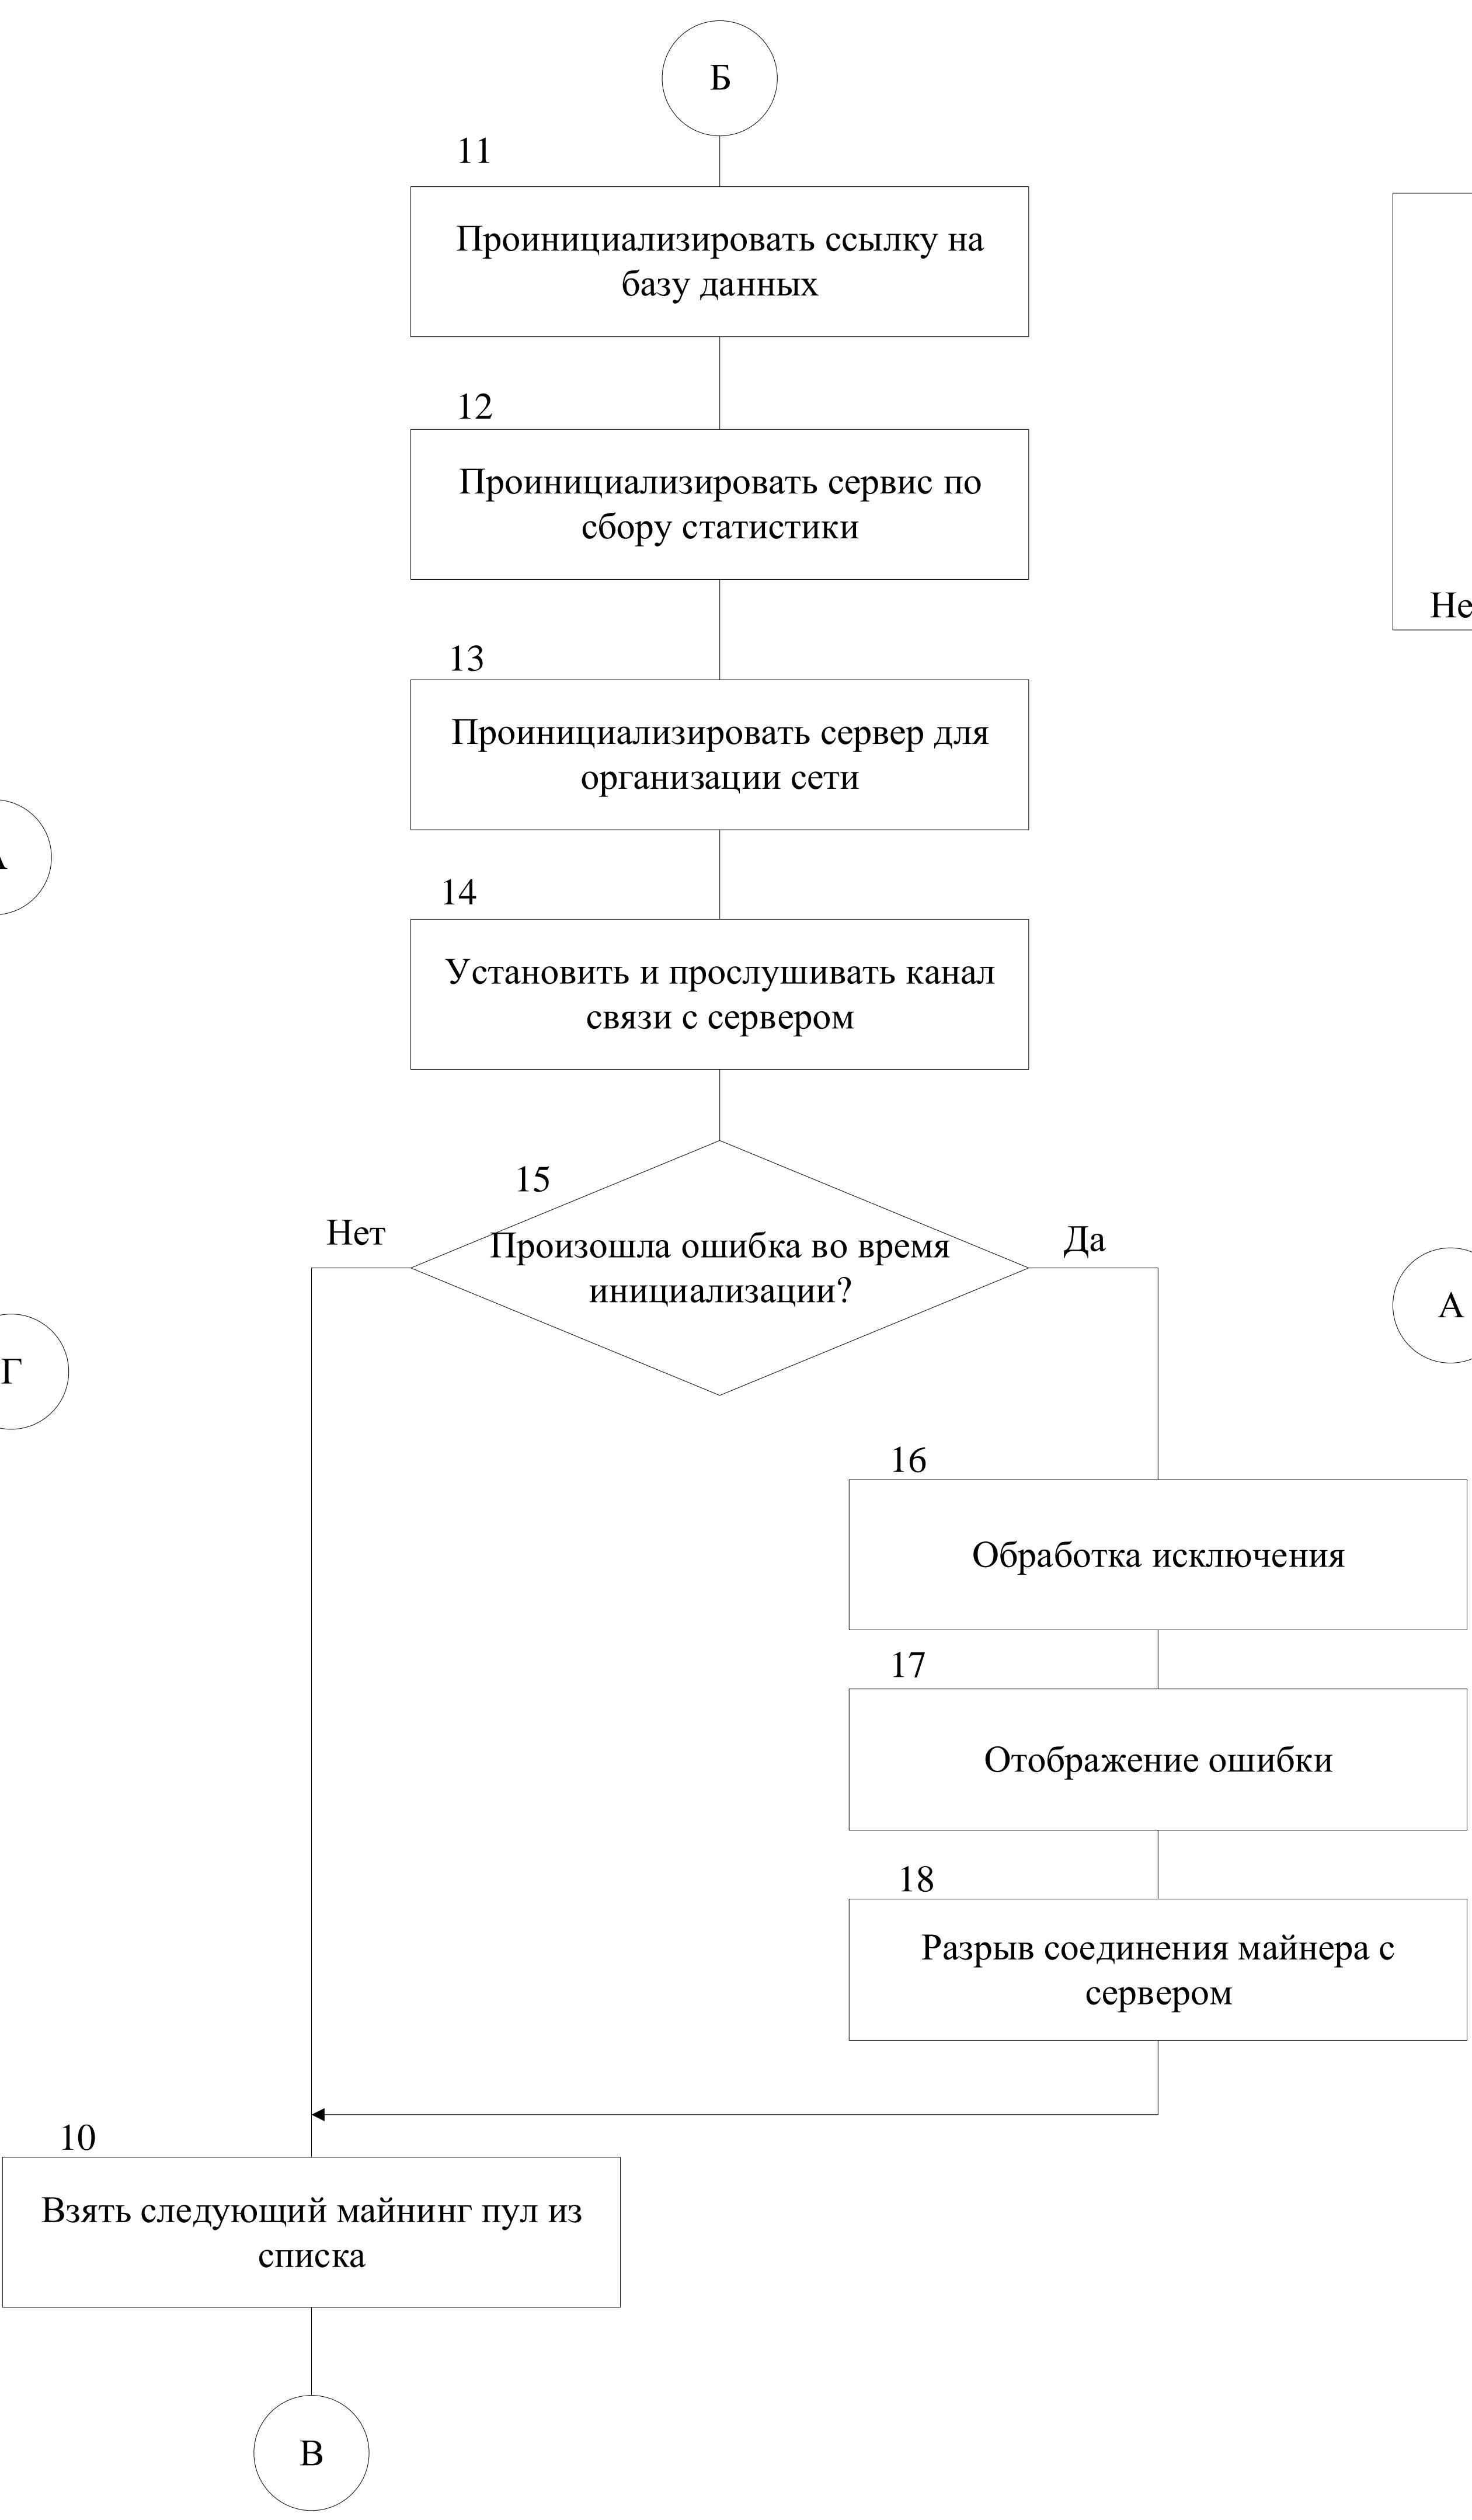 Б
11
Проинициализировать ссылку на
базу данных
12
Проинициализировать сервис по
сбору статистики
Не
13
Проинициализировать сервер для
организации сети
14
Установить и прослушивать канал
связи с сервером
15
Нет
Произошла ошибка во время
инициализации?
Да
А
Г
16
Обработка исключения
17
Отображение ошибки
18
Разрыв соединения майнера с
сервером
10
Взять следующий майнинг пул из
списка
В